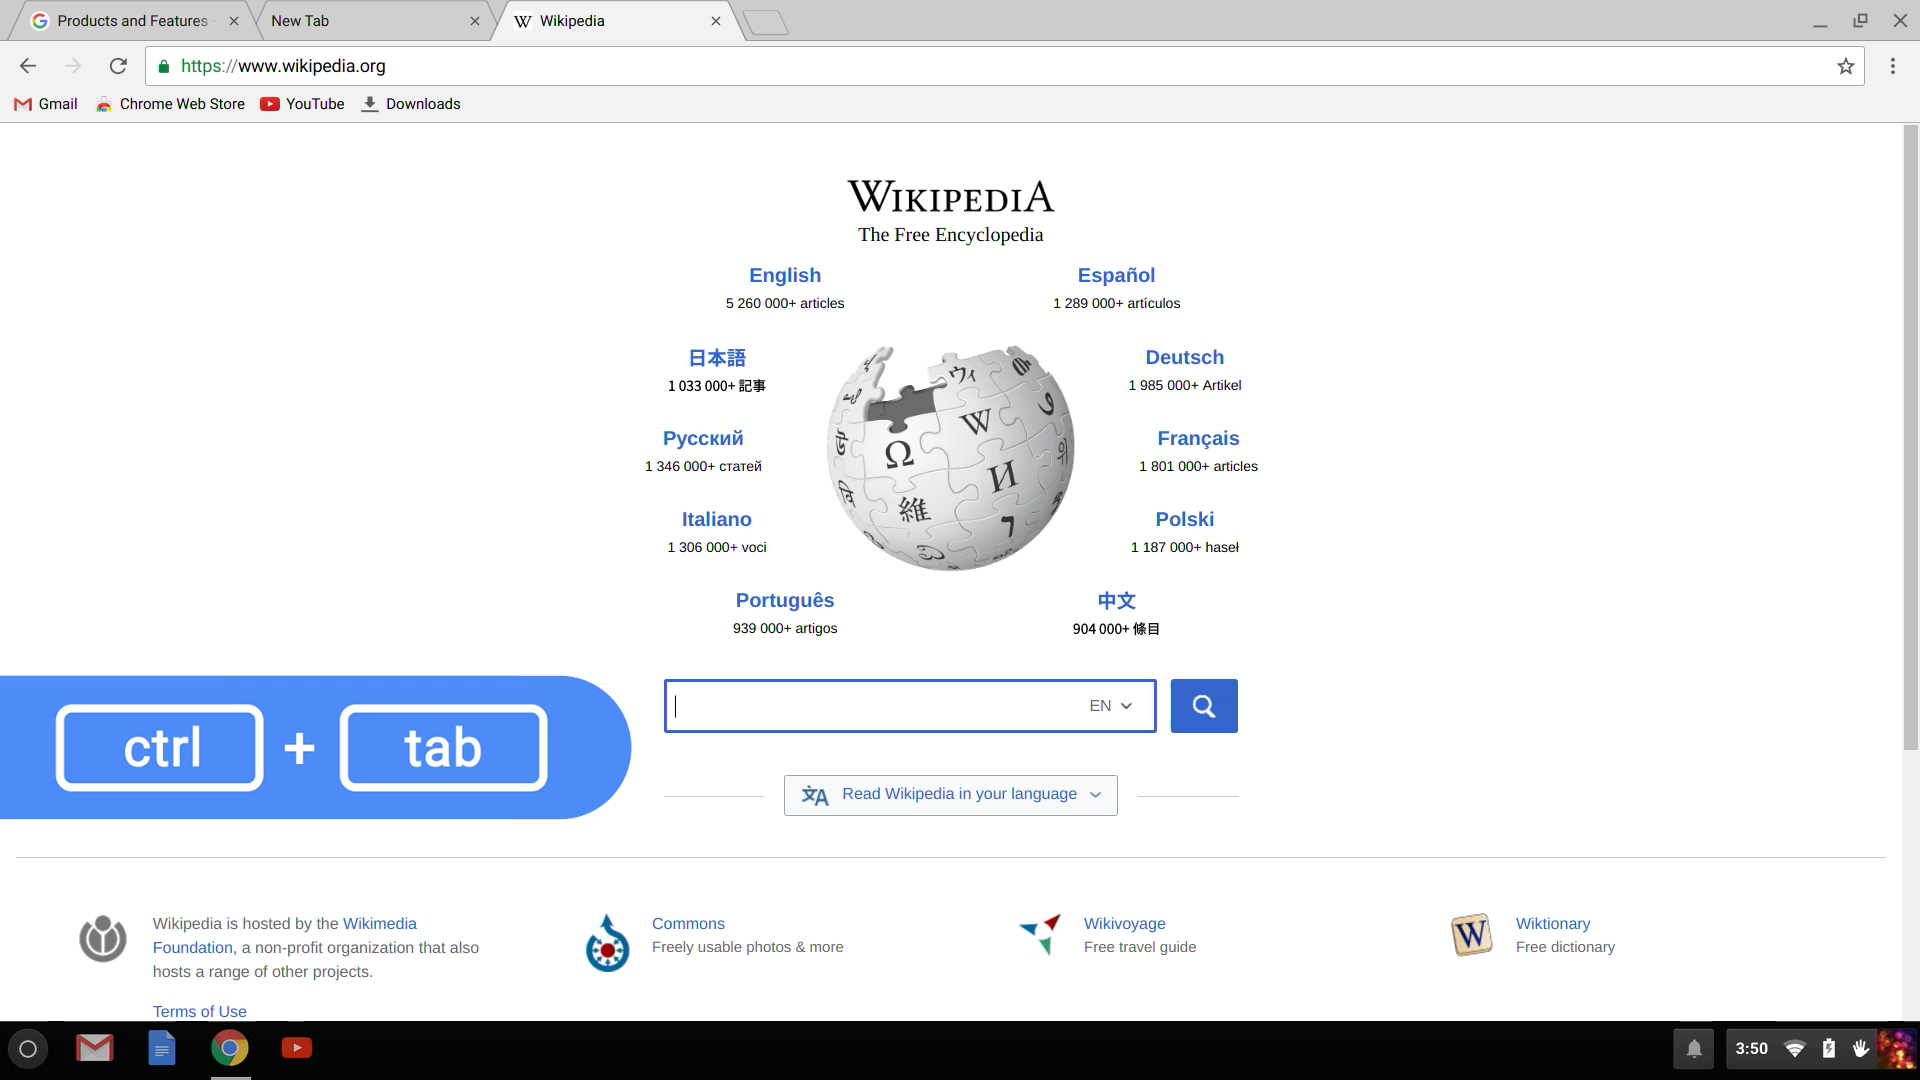 Products and Features
New Tab
Wikipedia
https://www.wikipedia.org
Gmail
Chrome Web Store
YouTube
Downloads
WIKIPEDIA
The Free Encyclopedia
English
5 260 000+ articles
Español
1 289 000+ artículos
日本語
1 033 000+ 記事
Deutsch
1 985 000+ Artikel
Русский
1 346 000+ статей
Français
1 801 000+ articles
Italiano
1 306 000+ voci
Polski
1 187 000+ haseł
Português
939 000+ artigos
中文
904 000+ 條目
Ω
W
И
維
ウィ
EN
ctrl + tab
Read Wikipedia in your language
Wikipedia is hosted by the Wikimedia
Foundation, a non-profit organization that also
hosts a range of other projects.
Terms of Use
Commons
Freely usable photos & more
Wikivoyage
Free travel guide
W
Wiktionary
Free dictionary
3:50